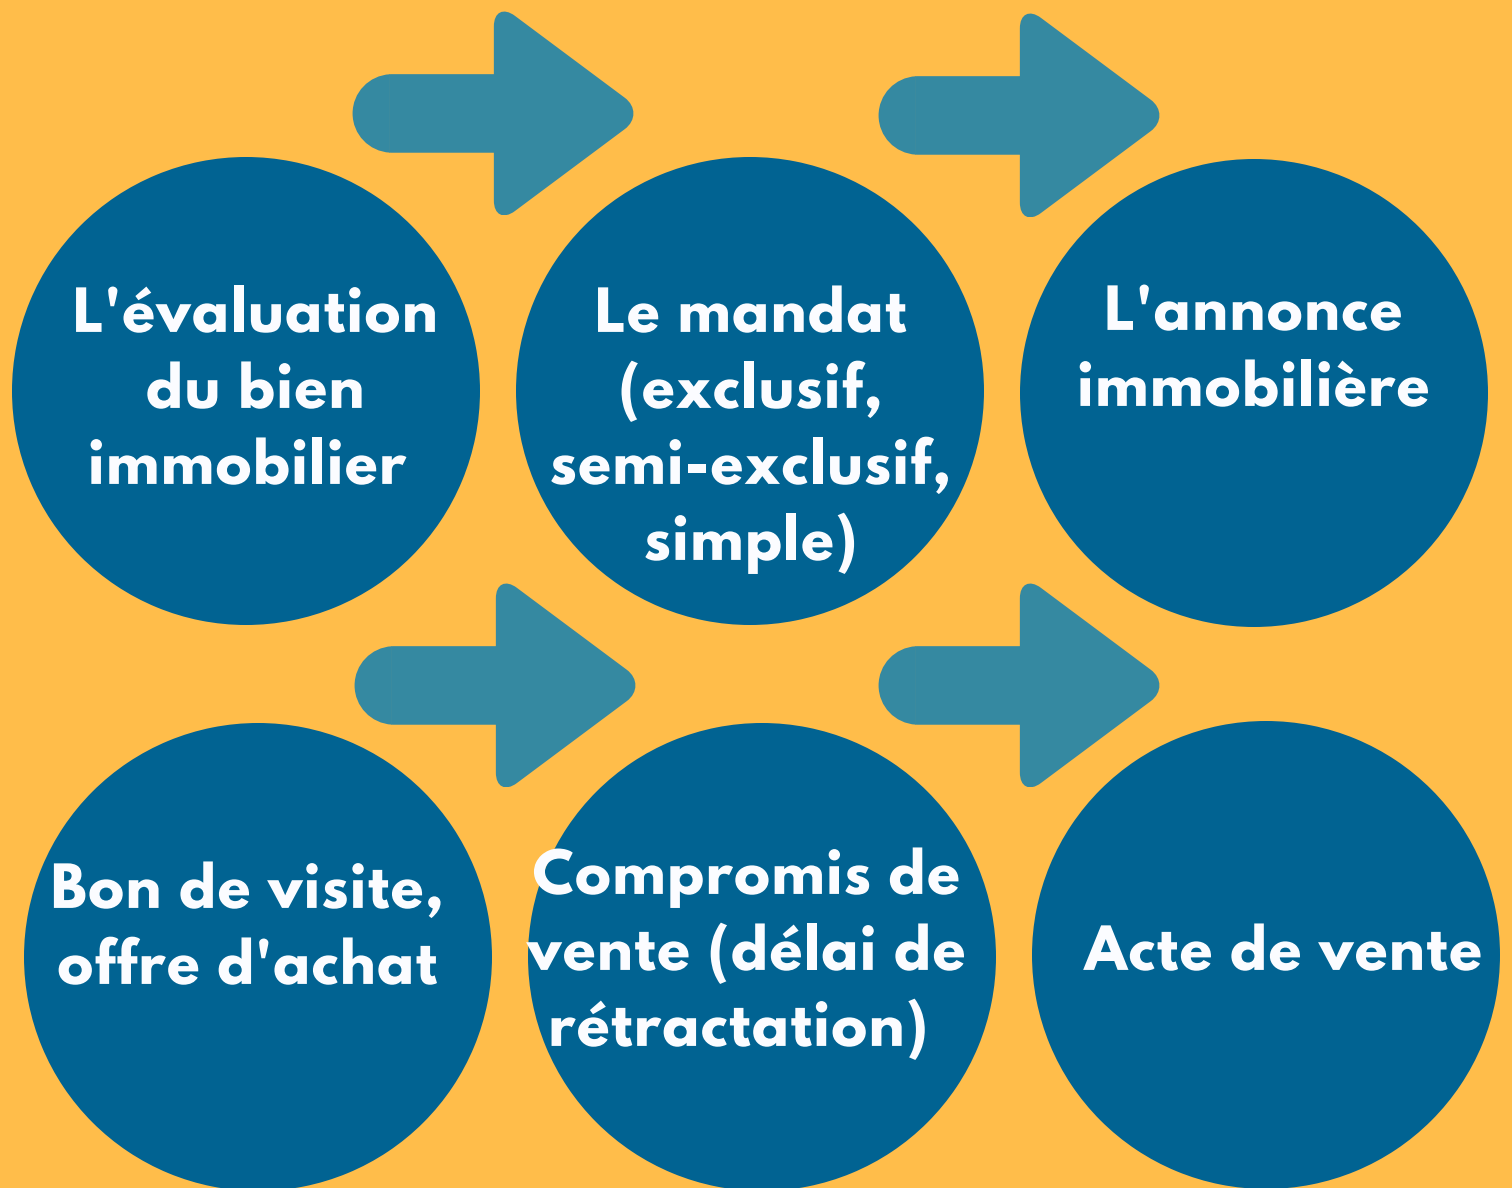 L'évaluation
du bien
immobilier
Le mandat
(exclusif,
semi-exclusif,
simple)
L'annonce
immobilière
Bon de visite,
offre d'achat
Compromis de
vente (délai de
rétractation)
Acte de vente